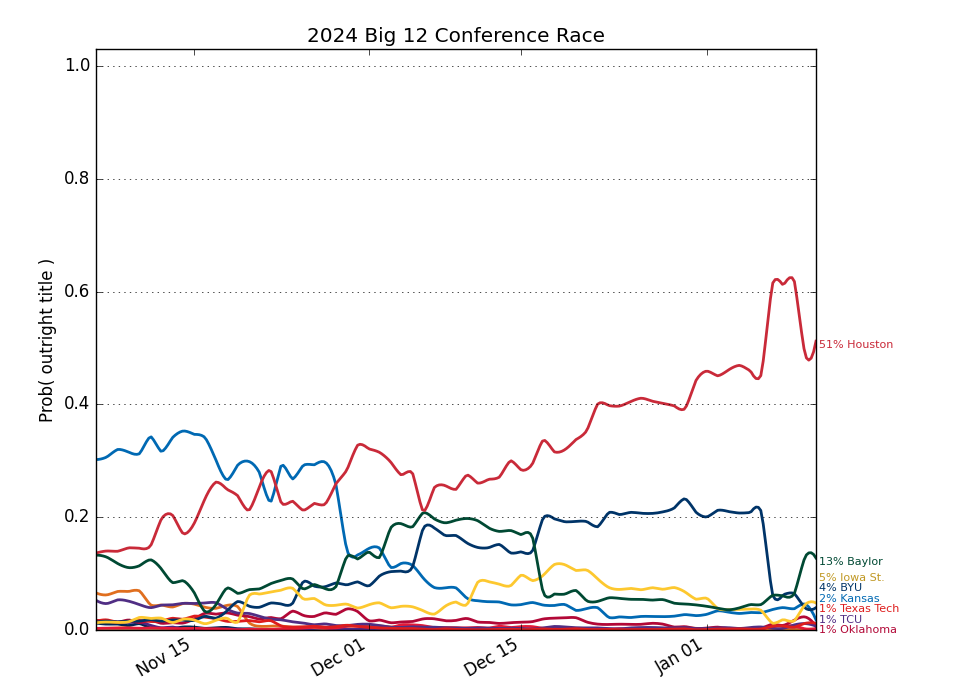 2024 Big 12 Conference Race
Prob( outright title )
1.0
0.8
0.6
0.4
0.2
0.0
Nov 15
Dec 01
Dec 15
Jan 01
51% Houston
13% Baylor
5% Iowa St.
4% BYU
2% Kansas
1% Texas Tech
1% TCU
1% Oklahoma